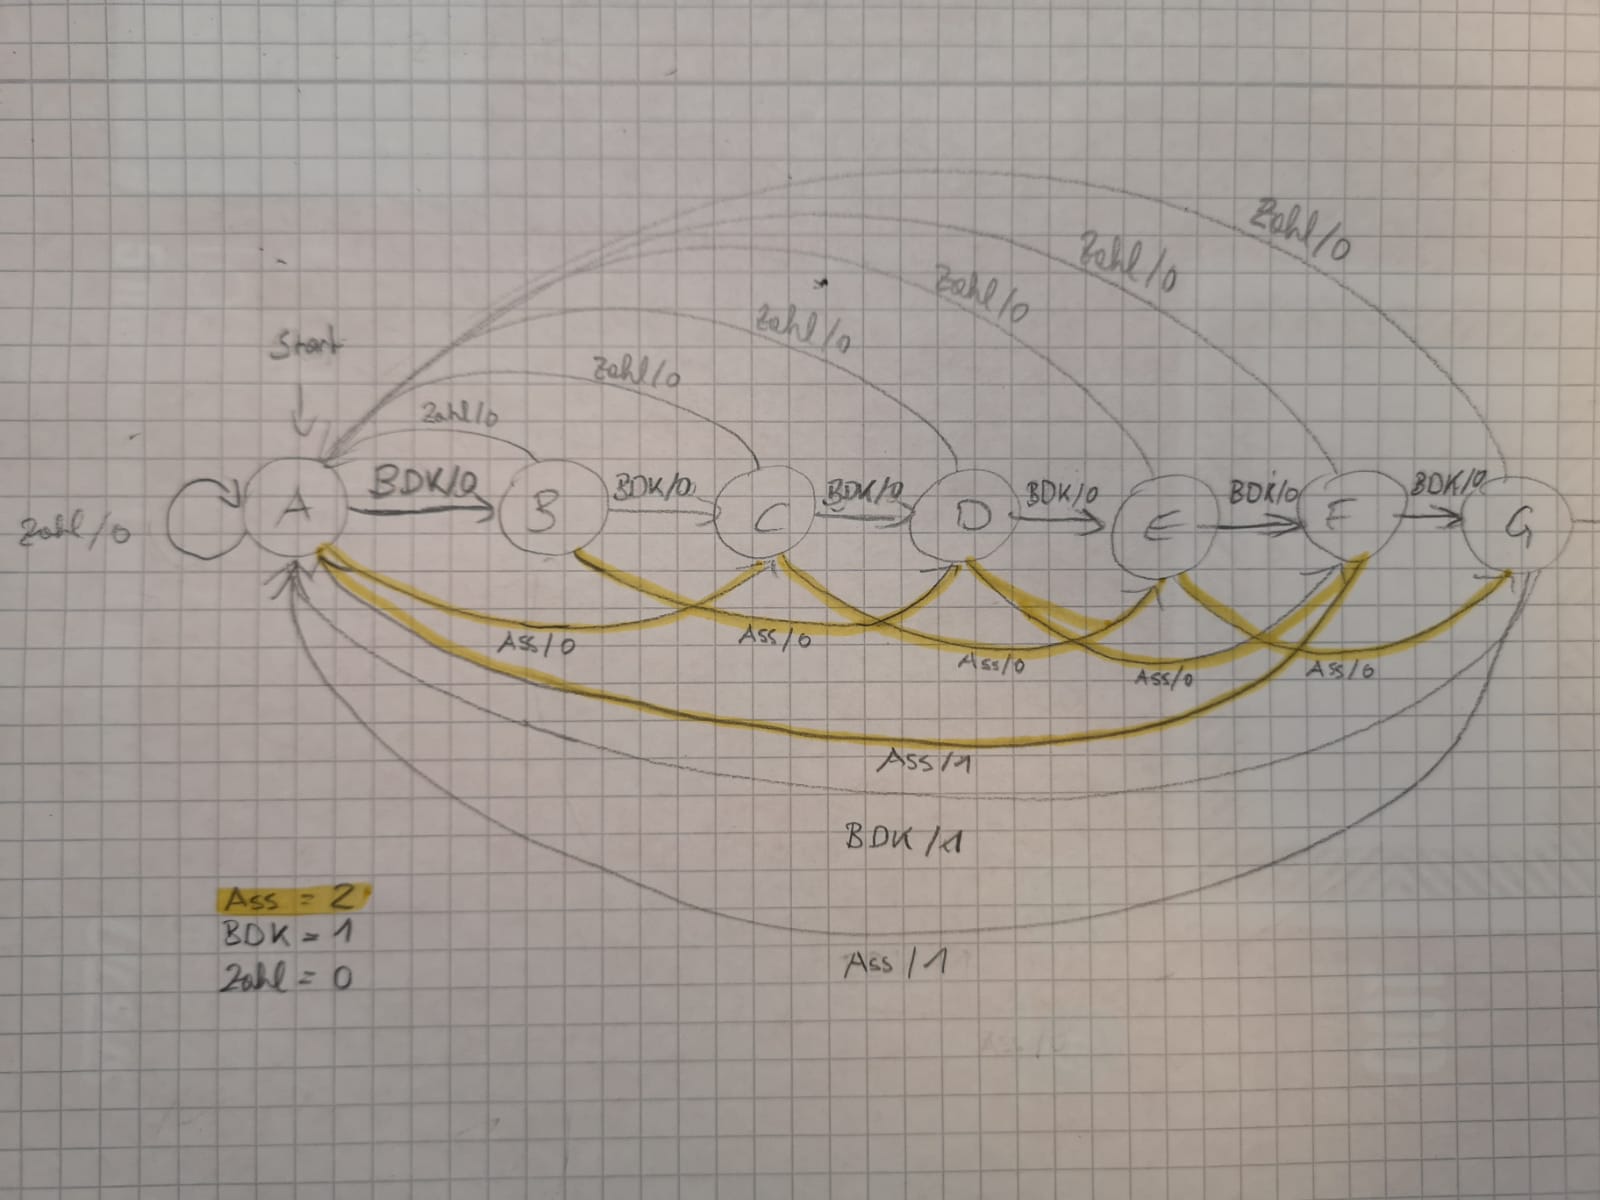 Zahl/0
Zahl/0
Zahl/0
Zahl/0
Zahl/0
Zahl/0
Start
Zahl/0
A
BDK/0
B
BDK/0
C
BDK/0
D
BDK/0
E
BDK/0
F
BDK/0
G
Ass/0
Ass/0
Ass/0
Ass/0
Ass/0
Ass/1
BDK/1
Ass/1
Ass = 2
BDK = 1
Zahl = 0